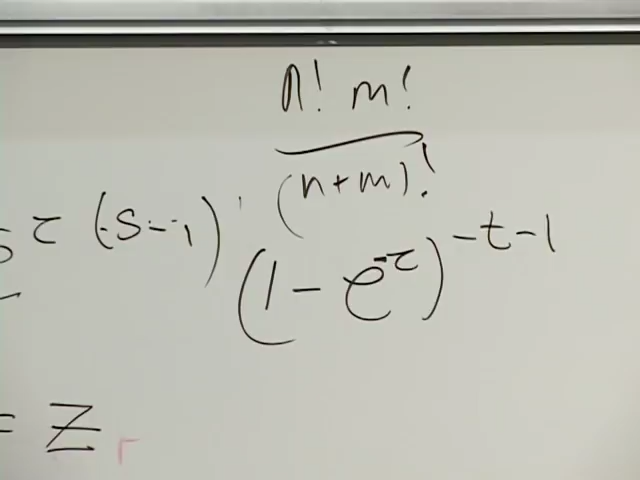 n! m!
(n+m)!
τ (-s-1) (1-e^{-τ})^{-t-1}
= Z